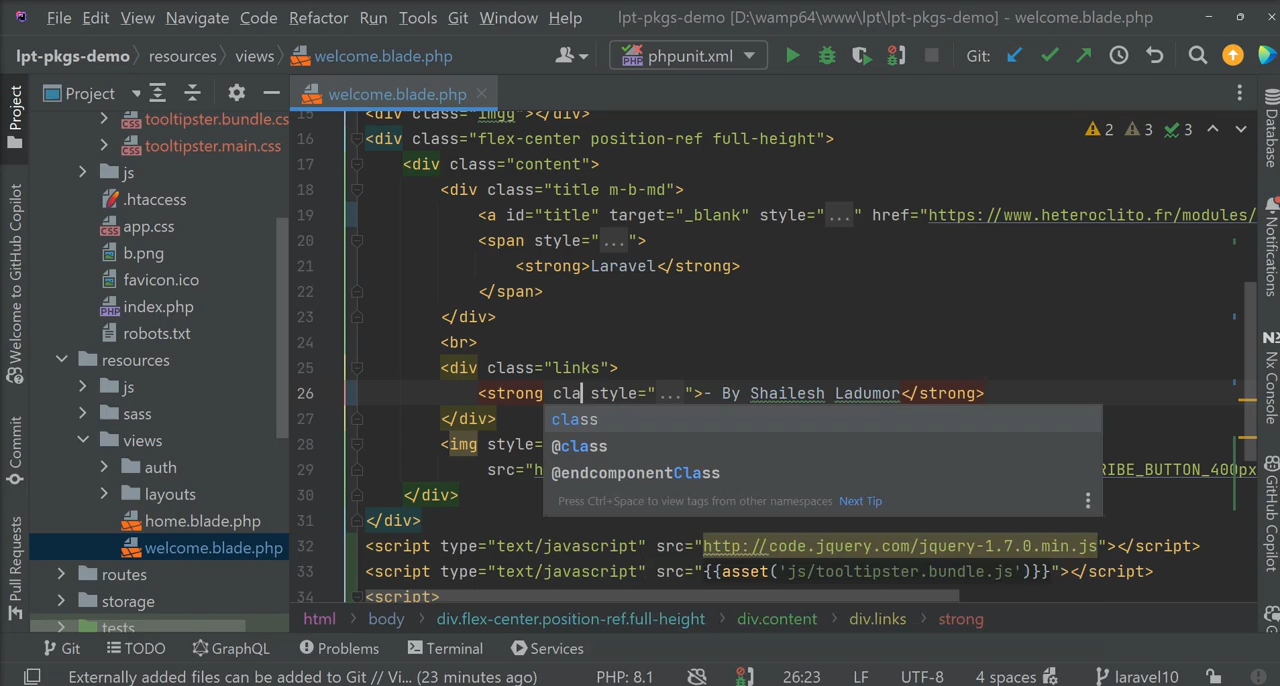 File Edit View Navigate Code Refactor Run Tools Git Window Help lpt-pkgs-demo [D:\wamp64\www\lpt\lpt-pkgs-demo] - welcome.blade.php
lpt-pkgs-demo resources views welcome.blade.php phpunit.xml Git:
Project welcome.blade.php
Project
Welcome to GitHub Copilot
Commit
Pull Requests
tooltipster.bundle.cs
tooltipster.main.css
js
.htaccess
app.css
b.png
favicon.ico
index.php
robots.txt
resources
js
sass
views
auth
layouts
home.blade.php
welcome.blade.php
routes
storage
tests
2 3 3
15 <div class="imgg"></div>
16 <div class="flex-center position-ref full-height">
17 <div class="content">
18 <div class="title m-b-md">
19 <a id="title" target="_blank" style="..." href="https://www.heteroclito.fr/modules/
20 <span style="...">
21 <strong>Laravel</strong>
22 </span>
23 </div>
24 <br>
25 <div class="links">
26 <strong cla style="...">- By Shailesh Ladumor</strong>
27 </div>
28 <img style=
29 src="h RIBE_BUTTON_400px
30 </div>
31 </div>
32 <script type="text/javascript" src="http://code.jquery.com/jquery-1.7.0.min.js"></script>
33 <script type="text/javascript" src="{{asset('js/tooltipster.bundle.js')}}"></script>
34 <script>
class
@class
@endcomponentClass
Press Ctrl+Space to view tags from other namespaces Next Tip
Database
Notifications
Nx Console
GitHub Copilot
html body div.flex-center.position-ref.full-height div.content div.links strong
Git TODO GraphQL Problems Terminal Services
Externally added files can be added to Git // Vi... (23 minutes ago) PHP: 8.1 26:23 LF UTF-8 4 spaces laravel10